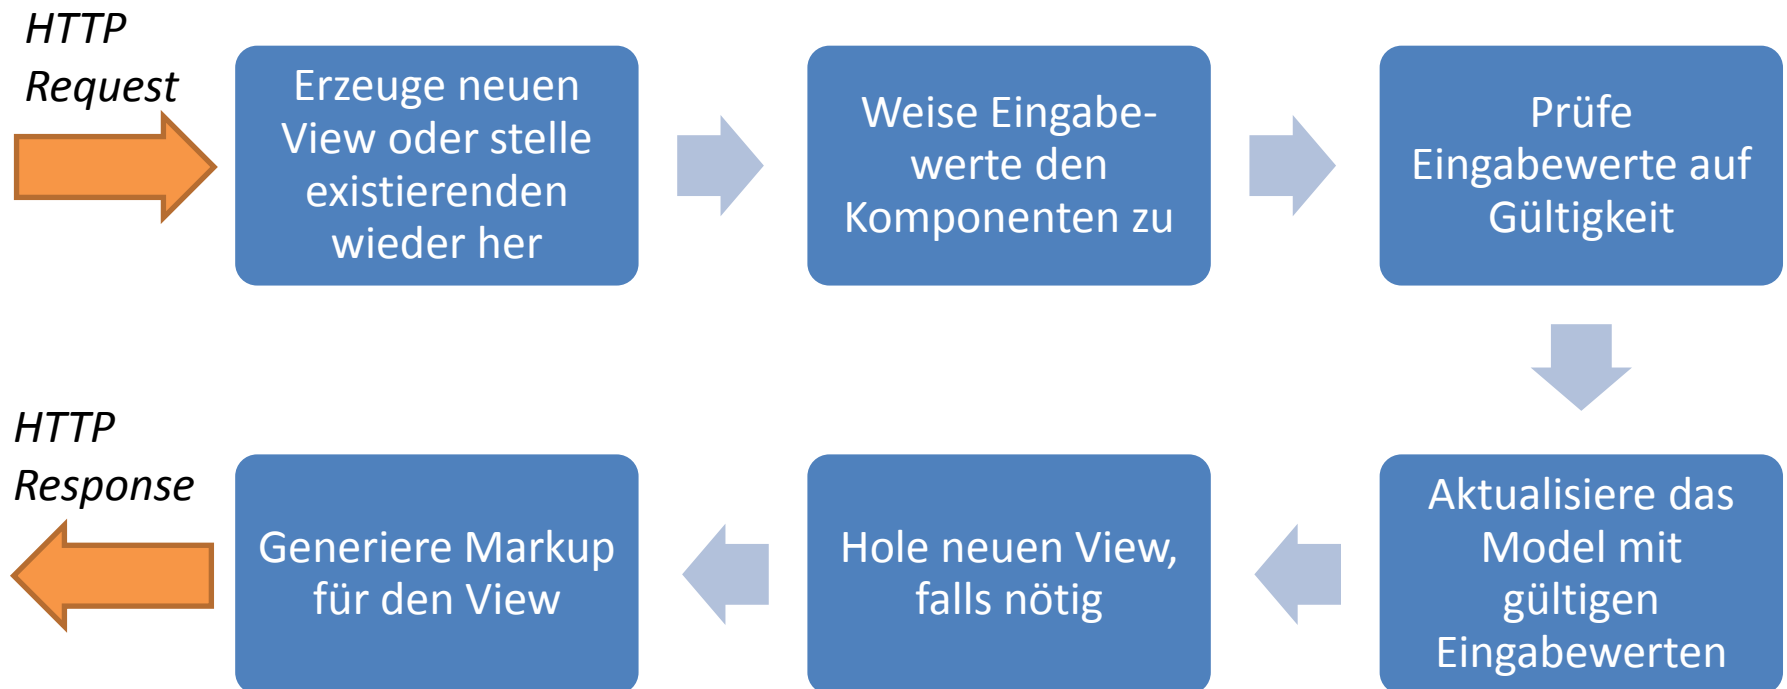 HTTP
Request
Erzeuge neuen
View oder stelle
existierenden
wieder her
Weise Eingabe-
werte den
Komponenten zu
Prüfe
Eingabewerte auf
Gültigkeit
HTTP
Response
Generiere Markup
für den View
Hole neuen View,
falls nötig
Aktualisiere das
Model mit
gültigen
Eingabewerten